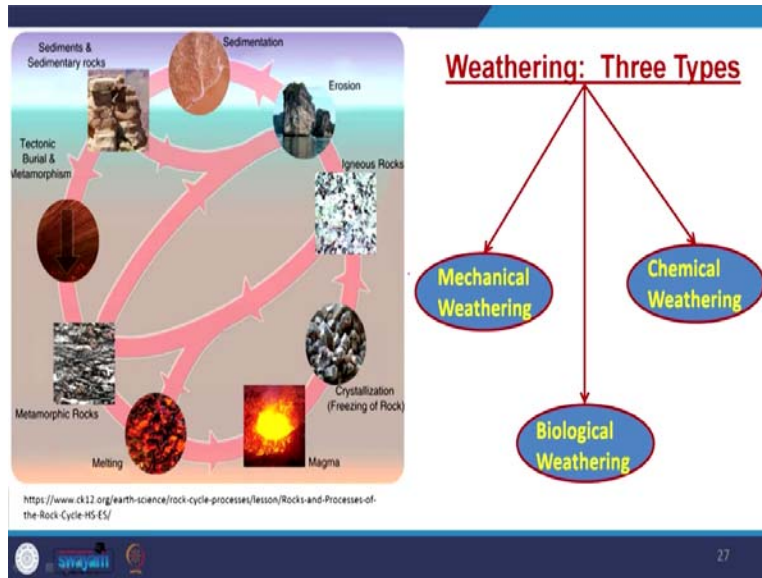 Sedimentation
Sediments &
Sedimentary rocks
Erosion
Tectonic
Burial &
Metamorphism
Igneous Rocks
Metamorphic Rocks
Crystallization
(Freezing of Rock)
Melting
Magma
https://www.ck12.org/earth-science/rock-cycle-processes/lesson/Rocks-and-Processes-of-
the-Rock-Cycle-HS-ES/
Weathering: Three Types
Mechanical
Weathering
Chemical
Weathering
Biological
Weathering
swayam
27